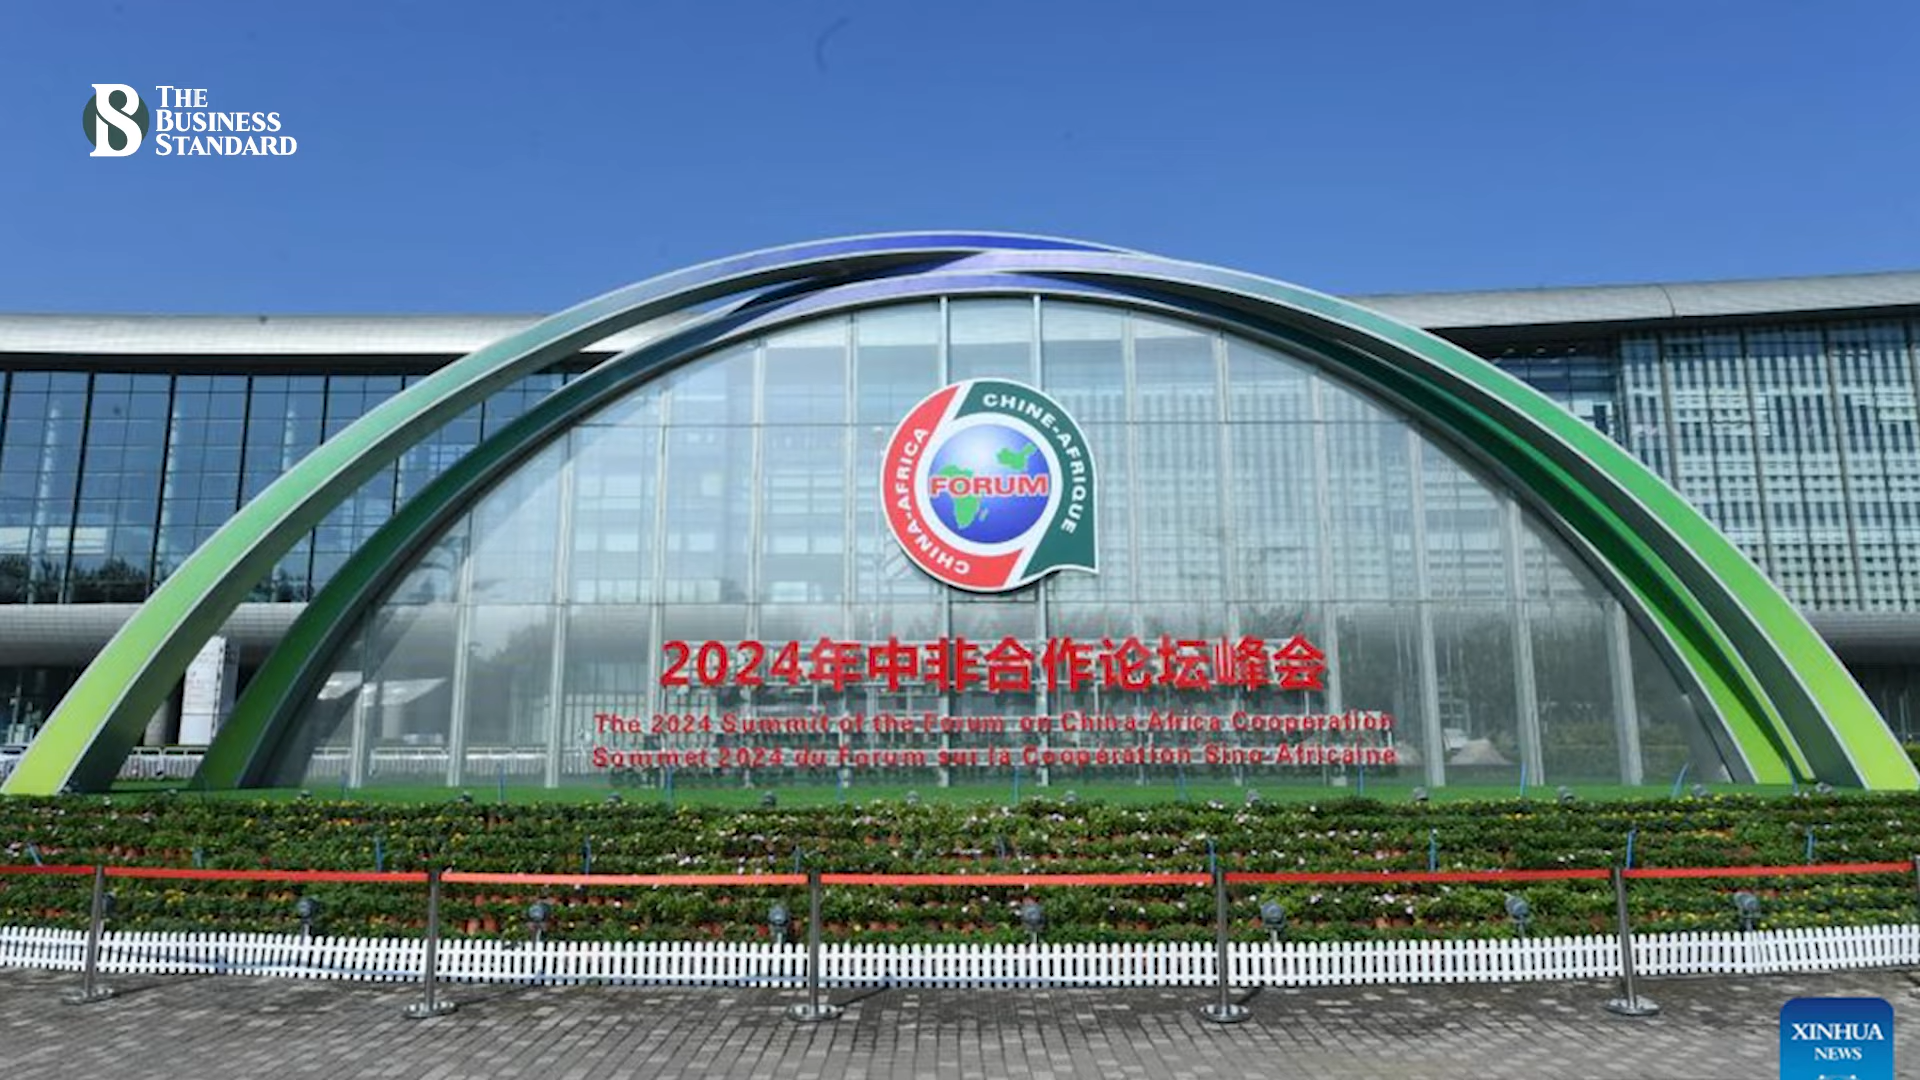 THE
BUSINESS
STANDARD
CHINE-AFRIQUE
CHINA-AFRICA
FORUM
2024年中非合作论坛峰会
The 2024 Summit of the Forum on China-Africa Cooperation
Sommet 2024 du Forum sur la Coopération Sino-Africaine
XINHUA
NEWS